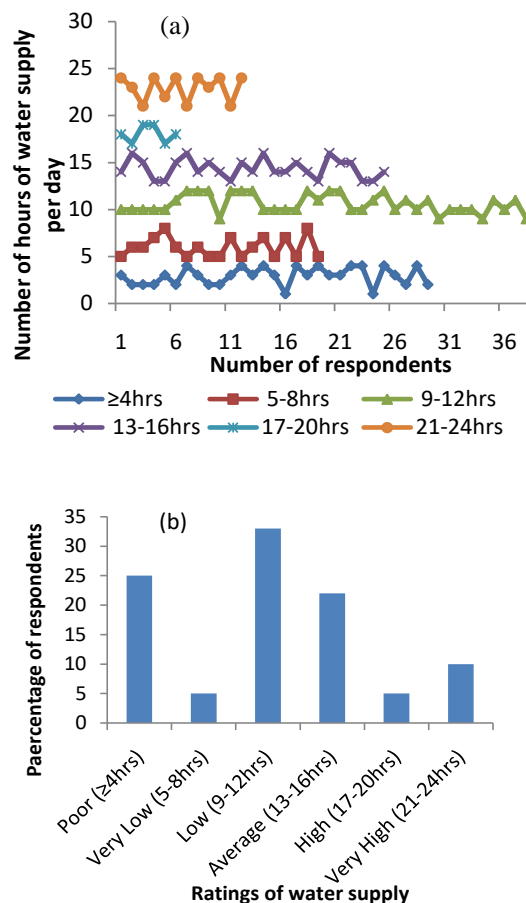 (a)
Number of hours of water supply
per day
30
25
20
15
10
5
0
1 6 11 16 21 26 31 36
Number of respondents
≥4hrs 5-8hrs 9-12hrs
13-16hrs 17-20hrs 21-24hrs
(b)
Paercentage of respondents
35
30
25
20
15
10
5
0
Poor (≥4hrs)
Very Low (5-8hrs)
Low (9-12hrs)
Average (13-16hrs)
High (17-20hrs)
Very High (21-24hrs)
Ratings of water supply